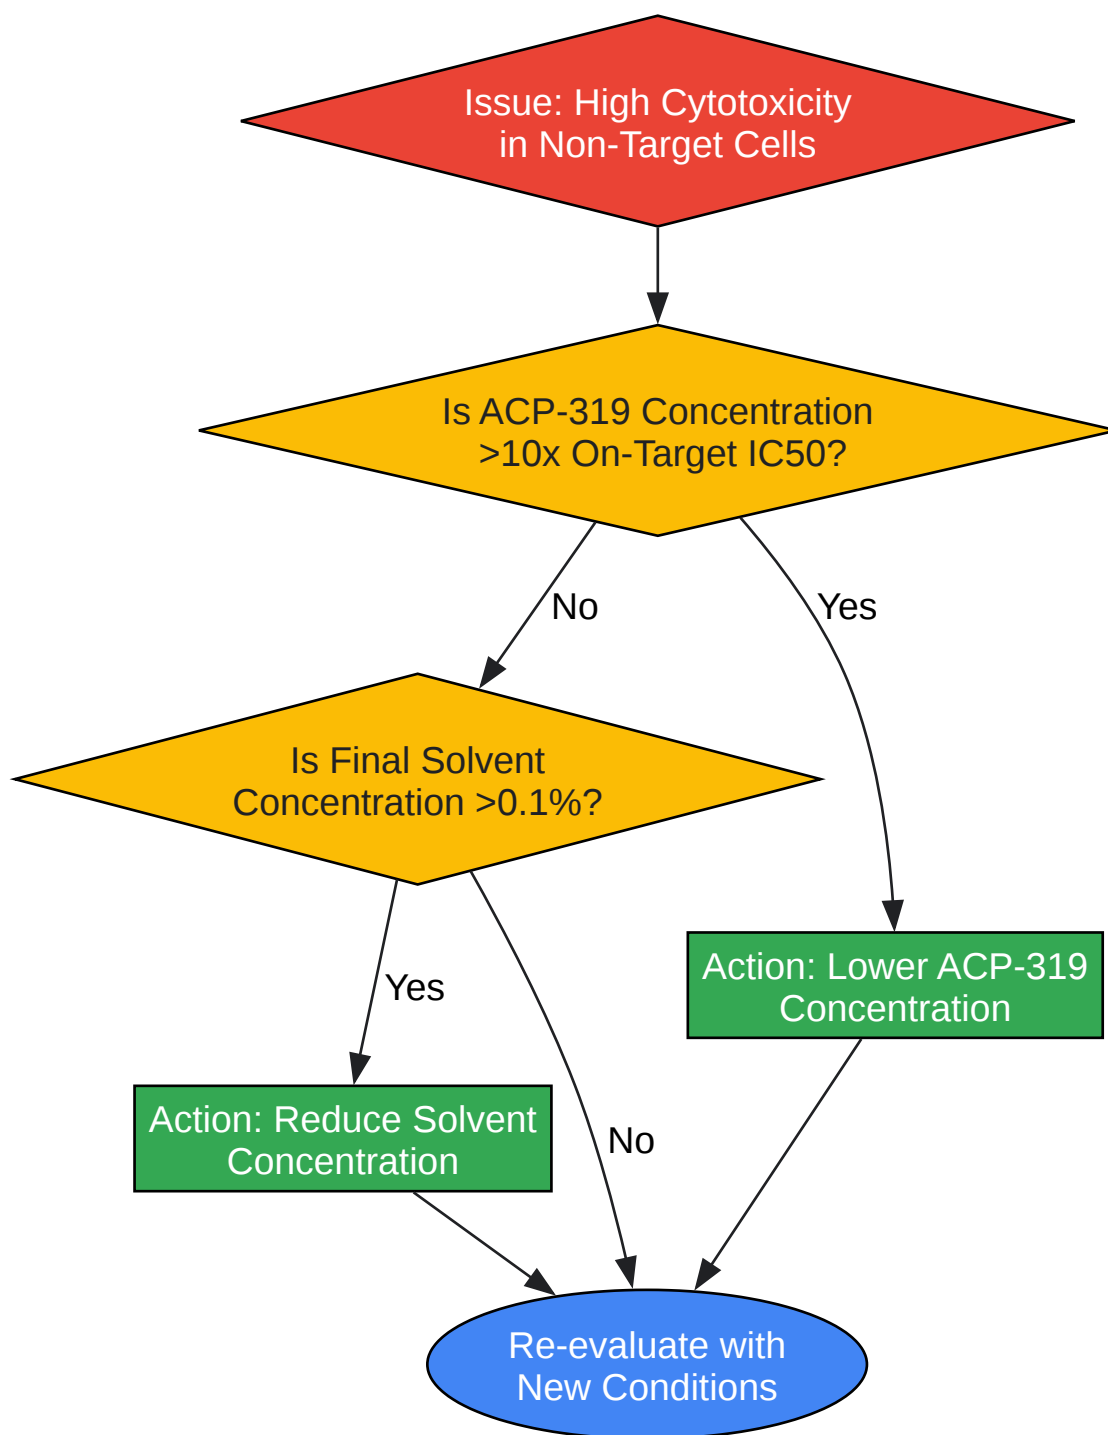 Issue: High Cytotoxicity
in Non-Target Cells
Is ACP-319 Concentration
>10x On-Target IC50?
No
Yes
Is Final Solvent
Concentration >0.1%?
Action: Lower ACP-319
Concentration
Yes
No
Action: Reduce Solvent
Concentration
Re-evaluate with
New Conditions